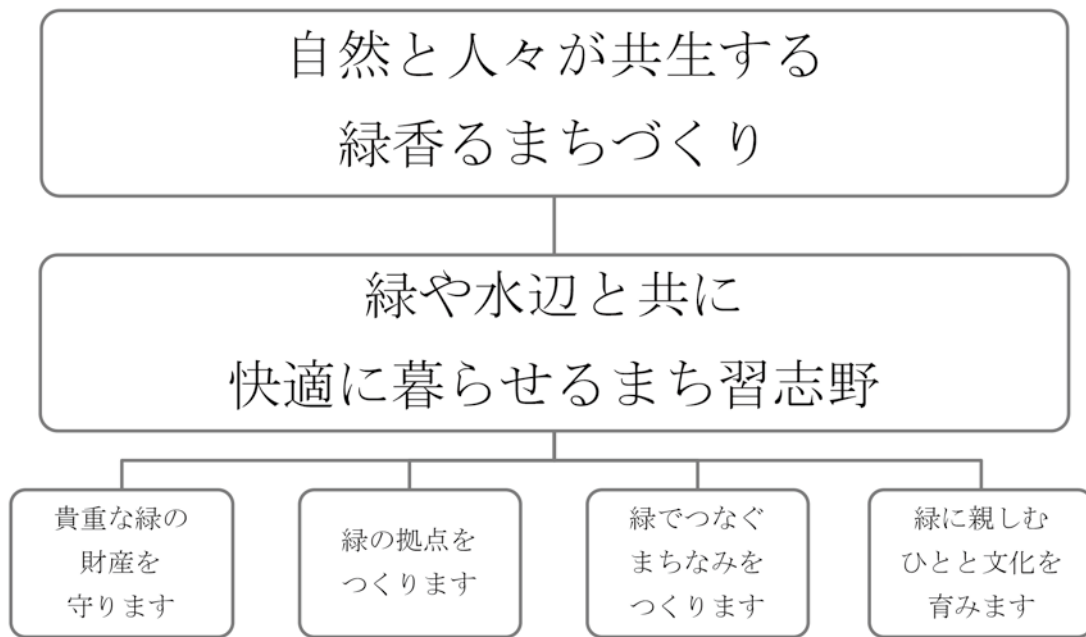 自然と人々が共生する
緑香るまちづくり
緑や水辺と共に
快適に暮らせるまち習志野
貴重な緑の
財産を
守ります
緑の拠点を
つくります
緑でつなぐ
まちなみを
つくります
緑に親しむ
ひとと文化を
育みます